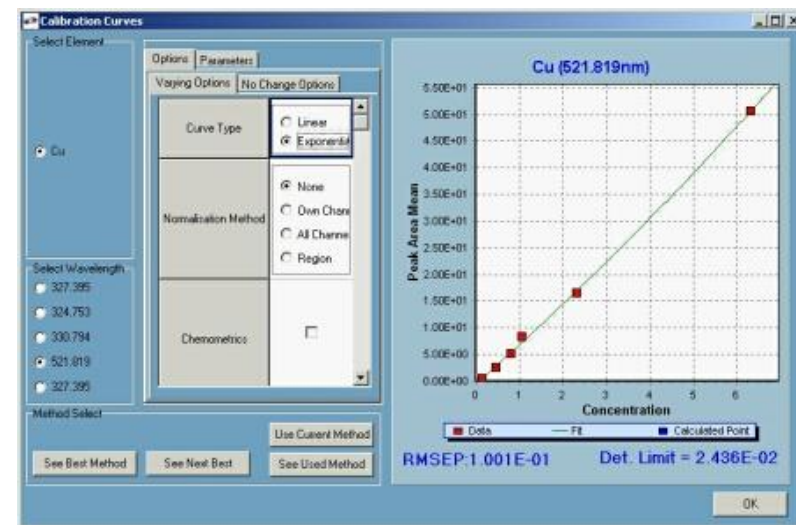 Calibration Curves
Select Element
Cu
Options
Parameters
Varying Options
No Change Options
Curve Type
Linear
Exponential
Normalisation Method
None
Own Chann
All Channe
Region
Chemometrics
Select Wavelength
327.395
324.753
330.794
521.819
327.395
Method Select
Use Current Method
See Best Method
See Next Best
See Used Method
Cu (521.819nm)
5.50E+01
5.00E+01
4.50E+01
4.00E+01
3.50E+01
3.00E+01
2.50E+01
2.00E+01
1.50E+01
1.00E+01
5.00E+00
0.00E+00
Peak Area Mean
0 1 2 3 4 5 6
Concentration
Data Fit Calculated Point
RMSEP:1.001E-01 Det. Limit = 2.436E-02
OK